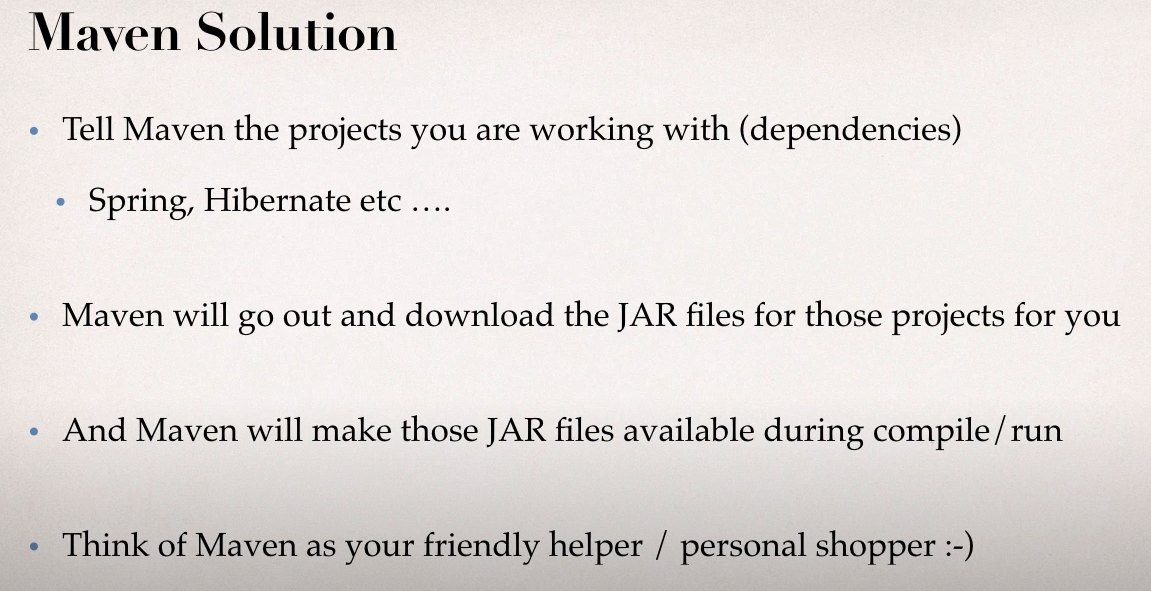 Maven Solution
• Tell Maven the projects you are working with (dependencies)
• Spring, Hibernate etc ….
• Maven will go out and download the JAR files for those projects for you
• And Maven will make those JAR files available during compile/run
• Think of Maven as your friendly helper / personal shopper :-)